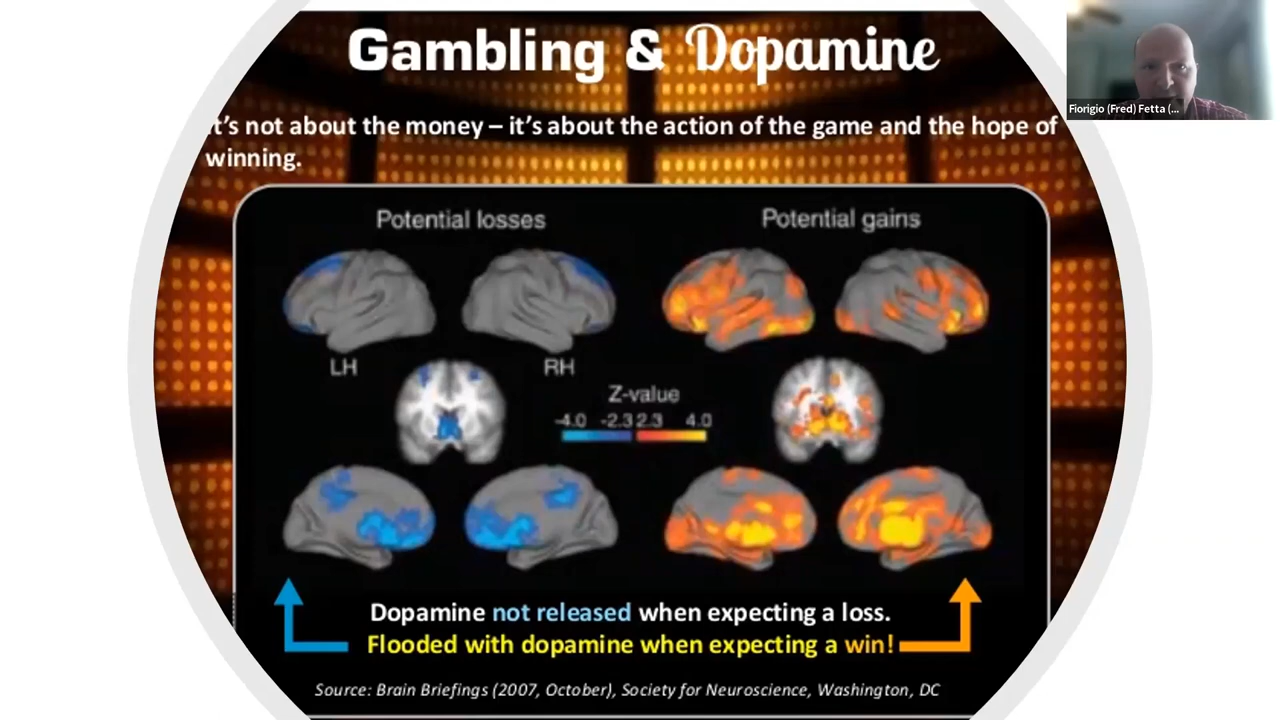 Gambling & Dopamine
Fiorigio (Fred) Fetta (...
t's not about the money – it's about the action of the game and the hope of
winning.
Potential losses
Potential gains
LH
RH
Z-value
-4.0 -2.3 2.3 4.0
Dopamine not released when expecting a loss.
Flooded with dopamine when expecting a win!
Source: Brain Briefings (2007, October), Society for Neuroscience, Washington, DC